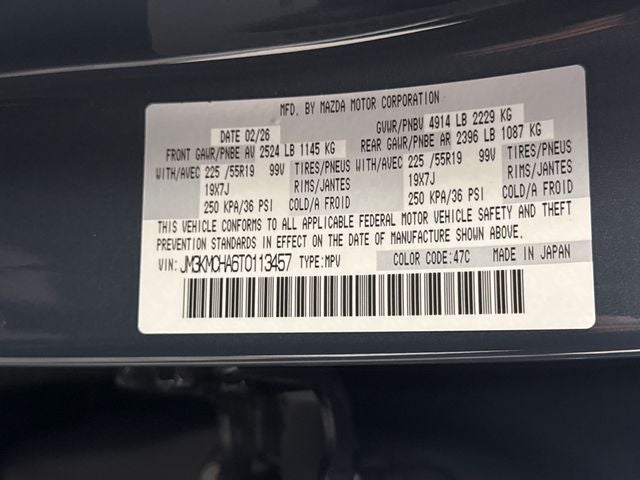 MFD. BY MAZDA MOTOR CORPORATION
DATE 02/26 GVWR/PNBV 4914 LB 2229 KG
FRONT GAWR/PNBE AV 2524 LB 1145 KG REAR GAWR/PNBE AR 2396 LB 1087 KG
WITH/AVEC 225 /55R19 99V TIRES/PNEUS WITH/AVEC 225 /55R19 99V TIRES/PNEUS
19X7J RIMS/JANTES 19X7J RIMS/JANTES
250 KPA/36 PSI COLD/A FROID 250 KPA/36 PSI COLD/A FROID
THIS VEHICLE CONFORMS TO ALL APPLICABLE FEDERAL MOTOR VEHICLE SAFETY AND THEFT
PREVENTION STANDARDS IN EFFECT ON THE DATE OF MANUFACTURE SHOWN ABOVE.
VIN: JM3KMCHA6T0113457 TYPE:MPV COLOR CODE:47C MADE IN JAPAN